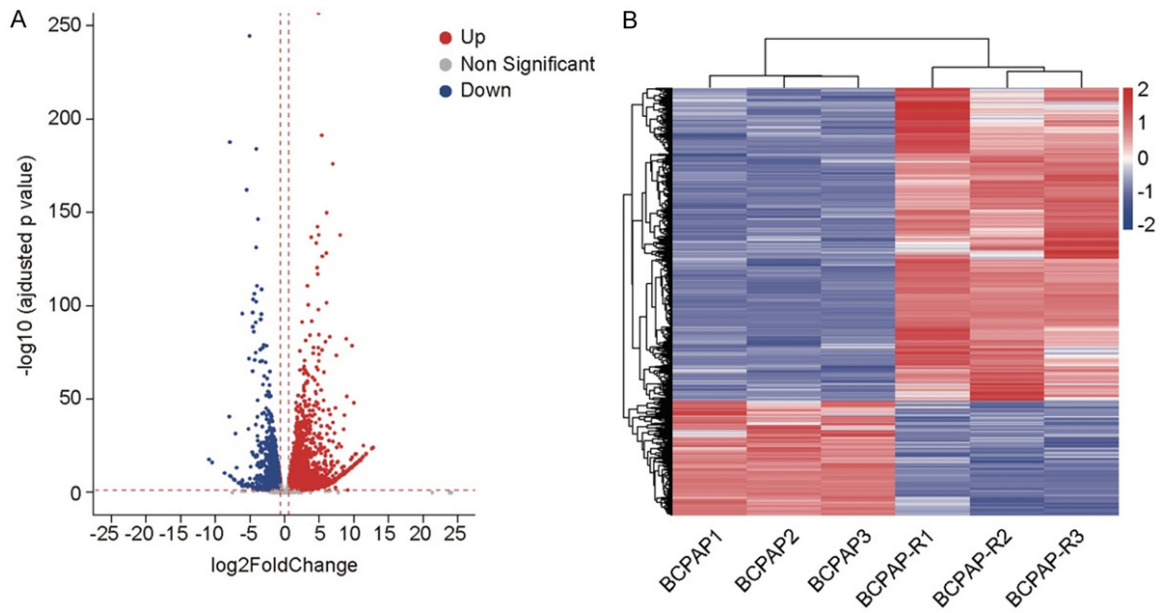 A
250
200
150
100
50
0
-log10 (ajdusted p value)
-25 -20 -15 -10 -5 0 5 10 15 20 25
log2FoldChange
Up
Non Significant
Down
B
2
1
0
-1
-2
BCPAP1
BCPAP2
BCPAP3
BCPAP-R1
BCPAP-R2
BCPAP-R3